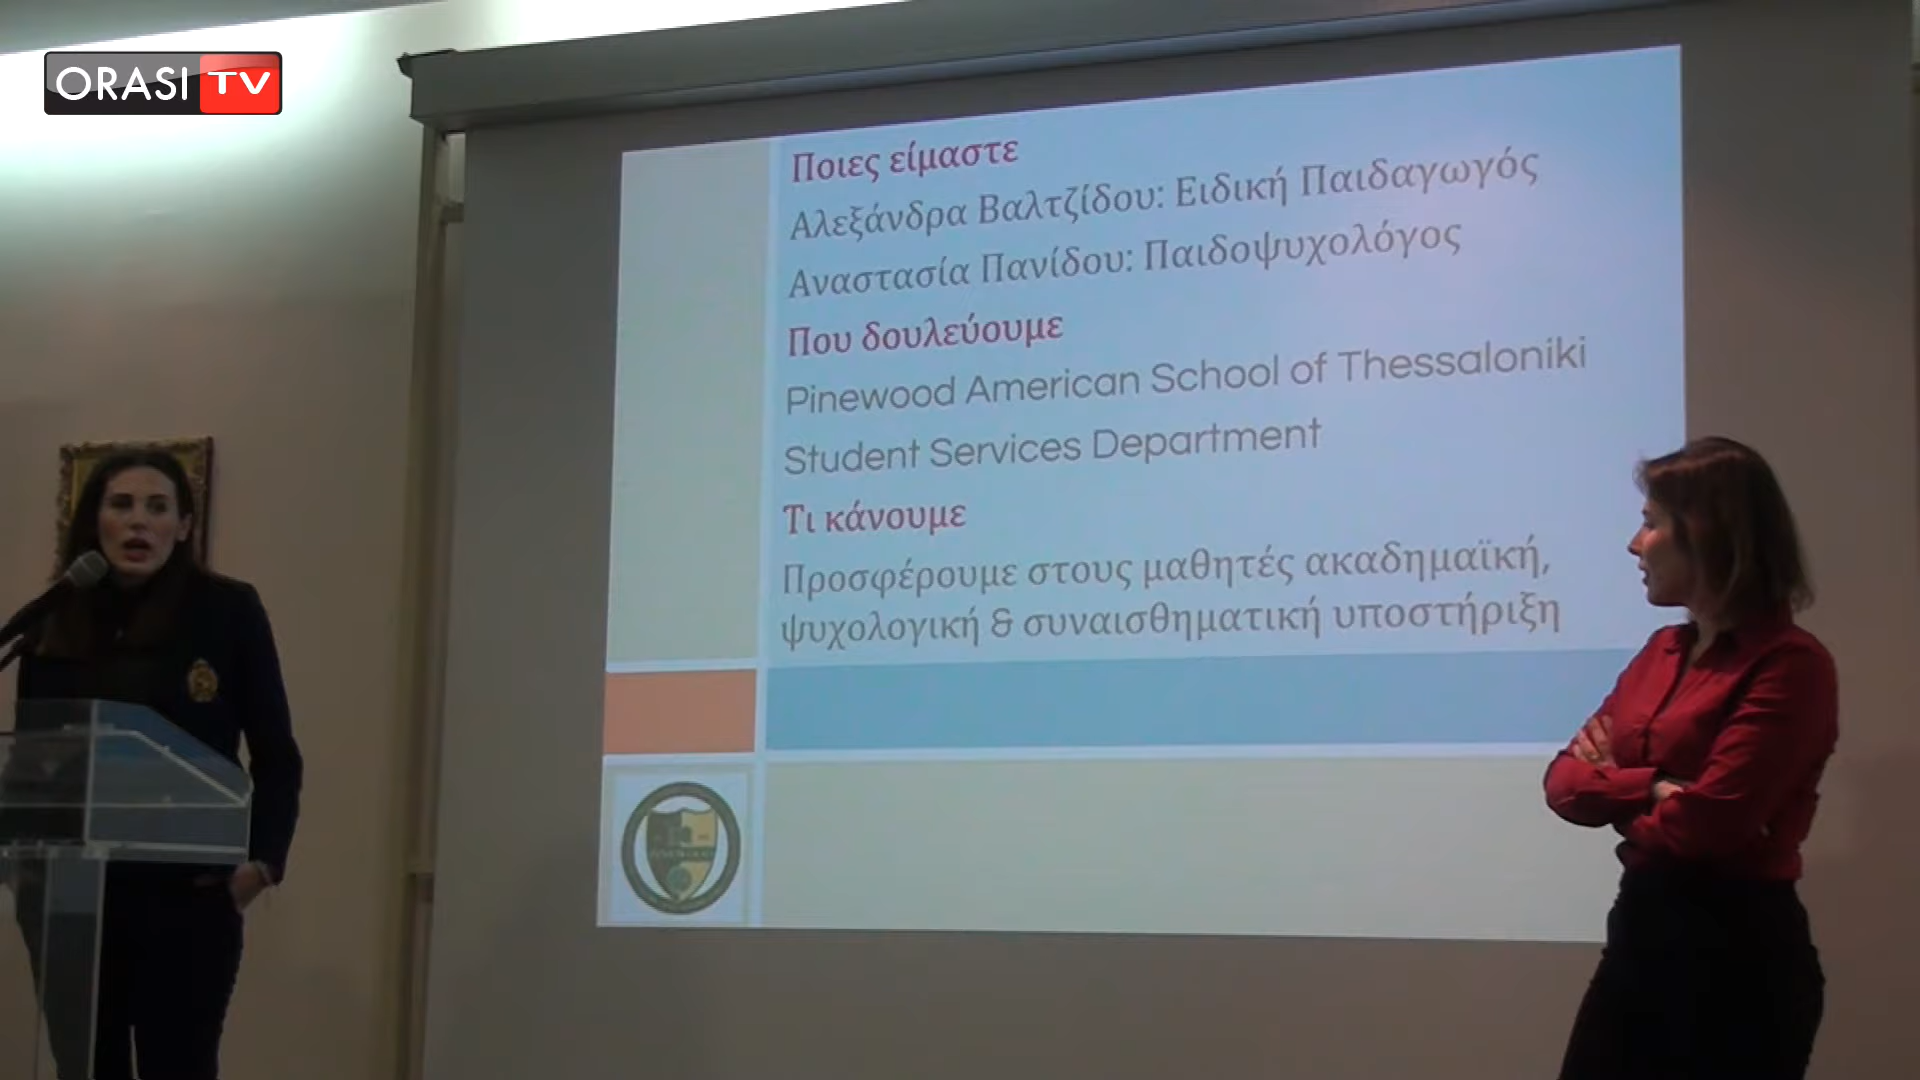 ORASI TV
Ποιες είμαστε
Αλεξάνδρα Βαλτζίδου: Ειδική Παιδαγωγός
Αναστασία Πανίδου: Παιδοψυχολόγος
Που δουλεύουμε
Pinewood American School of Thessaloniki
Student Services Department
Τι κάνουμε
Προσφέρουμε στους μαθητές ακαδημαϊκή,
ψυχολογική & συναισθηματική υποστήριξη